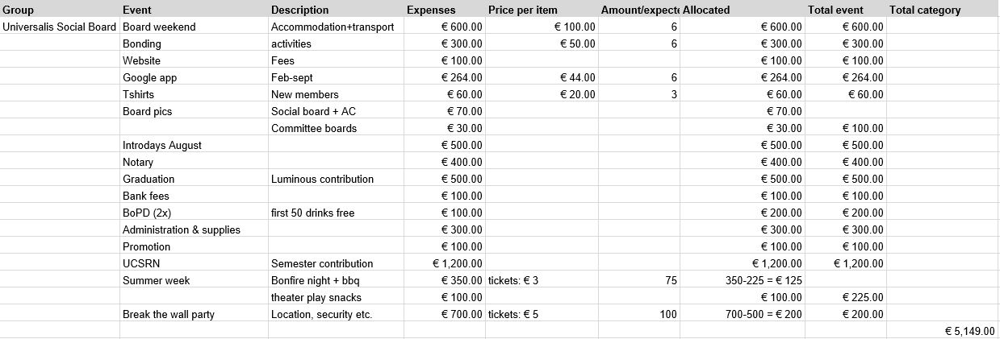 Group Event Description Expenses Price per item Amount/expecte Allocated Total event Total category
Universalis Social Board Board weekend Accommodation+transport € 600.00 € 100.00 6 € 600.00 € 600.00
Bonding activities € 300.00 € 50.00 6 € 300.00 € 300.00
Website Fees € 100.00 € 100.00 € 100.00
Google app Feb-sept € 264.00 € 44.00 6 € 264.00 € 264.00
Tshirts New members € 60.00 € 20.00 3 € 60.00 € 60.00
Board pics Social board + AC € 70.00 € 70.00
Committee boards € 30.00 € 30.00 € 100.00
Introdays August € 500.00 € 500.00 € 500.00
Notary € 400.00 € 400.00 € 400.00
Graduation Luminous contribution € 500.00 € 500.00 € 500.00
Bank fees € 100.00 € 100.00 € 100.00
BoPD (2x) first 50 drinks free € 100.00 € 200.00 € 200.00
Administration & supplies € 300.00 € 300.00 € 300.00
Promotion € 100.00 € 100.00 € 100.00
UCSRN Semester contribution € 1,200.00 € 1,200.00 € 1,200.00
Summer week Bonfire night + bbq € 350.00 tickets: € 3 75 350-225 = € 125
theater play snacks € 100.00 € 100.00 € 225.00
Break the wall party Location, security etc. € 700.00 tickets: € 5 100 700-500 = € 200 € 200.00
€ 5,149.00